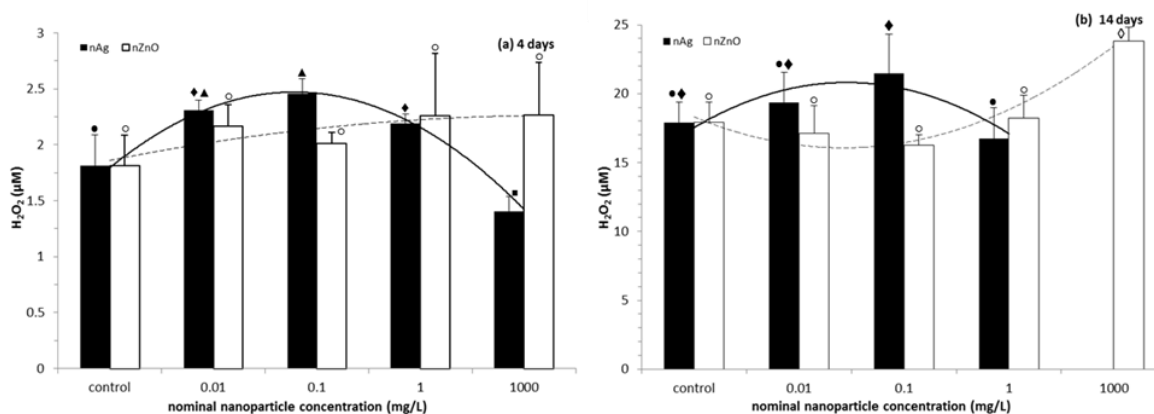 (a) 4 days
nAg nZnO
3
2.5
2
1.5
1
0.5
0
H₂O₂ (µM)
control 0.01 0.1 1 1000
nominal nanoparticle concentration (mg/L)
(b) 14 days
nAg nZnO
25
20
15
10
5
0
H₂O₂ (µM)
control 0.01 0.1 1 1000
nominal nanoparticle concentration (mg/L)